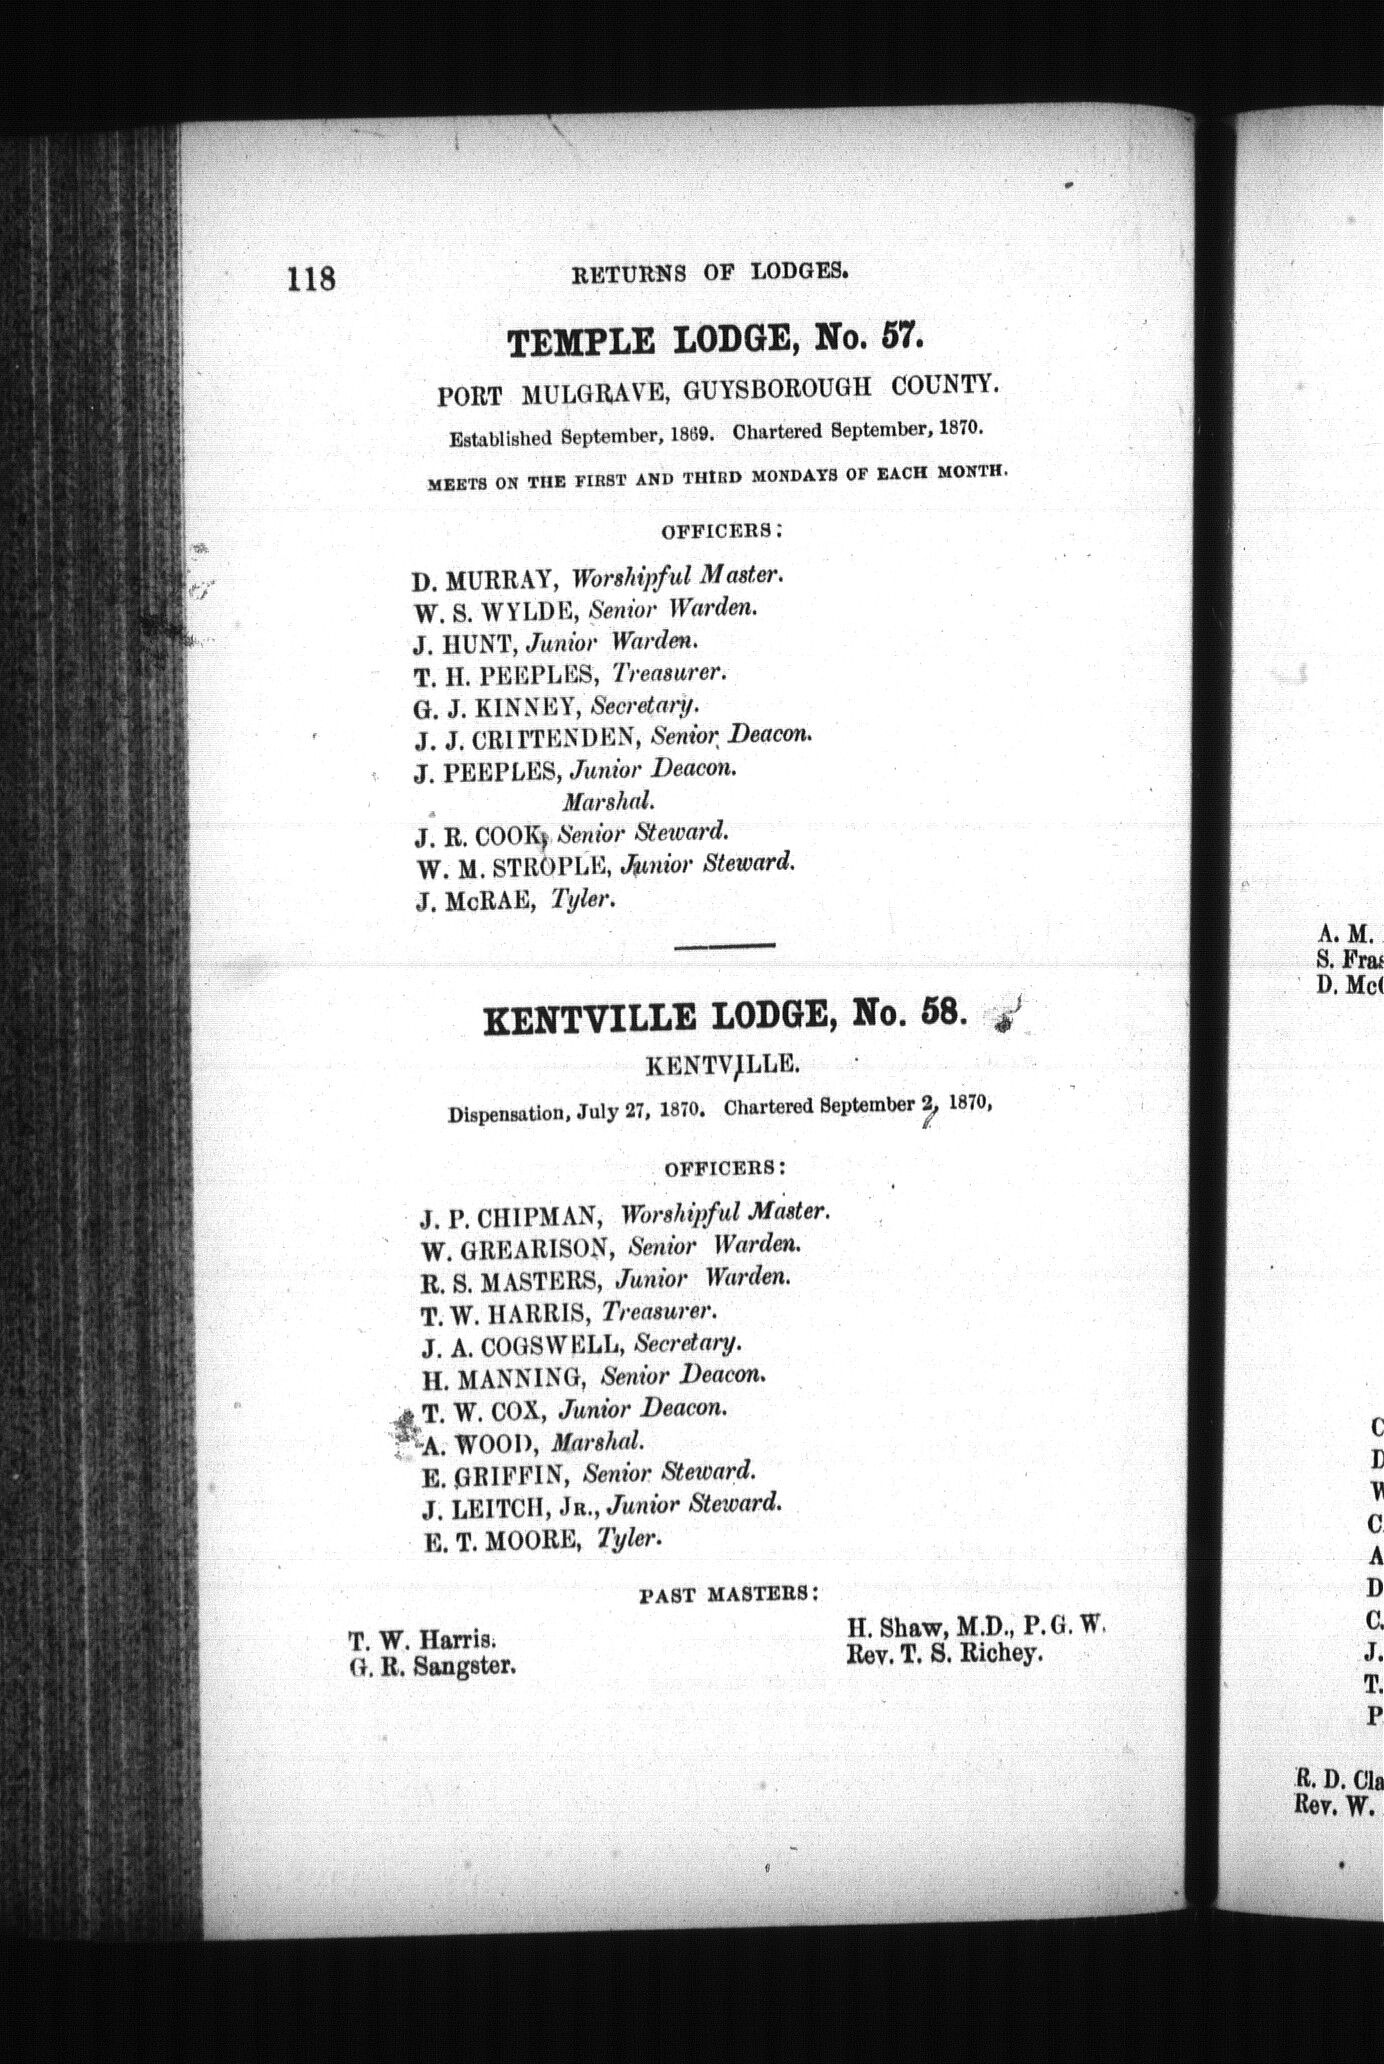 118
RETURNS OF LODGES.
TEMPLE LODGE, No. 57.
PORT MULGRAVE, GUYSBOROUGH COUNTY.
Established September, 1869. Chartered September, 1870.
MEETS ON THE FIRST AND THIRD MONDAYS OF EACH MONTH.
OFFICERS:
D. MURRAY, Worshipful Master.
W. S. WYLDE, Senior Warden.
J. HUNT, Junior Warden.
T. H. PEEPLES, Treasurer.
G. J. KINNEY, Secretary.
J. J. CRITTENDEN, Senior Deacon.
J. PEEPLES, Junior Deacon.
Marshal.
J. R. COOK, Senior Steward.
W. M. STROPLE, Junior Steward.
J. McRAE, Tyler.
KENTVILLE LODGE, No. 58.
KENTVILLE.
Dispensation, July 27, 1870. Chartered September 2, 1870,
OFFICERS:
J. P. CHIPMAN, Worshipful Master.
W. GREARISON, Senior Warden.
R. S. MASTERS, Junior Warden.
T. W. HARRIS, Treasurer.
J. A. COGSWELL, Secretary.
H. MANNING, Senior Deacon.
T. W. COX, Junior Deacon.
A. WOOD, Marshal.
E. GRIFFIN, Senior Steward.
J. LEITCH, JR., Junior Steward.
E. T. MOORE, Tyler.
PAST MASTERS:
T. W. Harris.
G. R. Sangster.
H. Shaw, M.D., P. G. W.
Rev. T. S. Richey.
A. M.
S.
D.
C
D
W
C.
A
D
C.
J.
T.
P
R. D.
Rev. W.